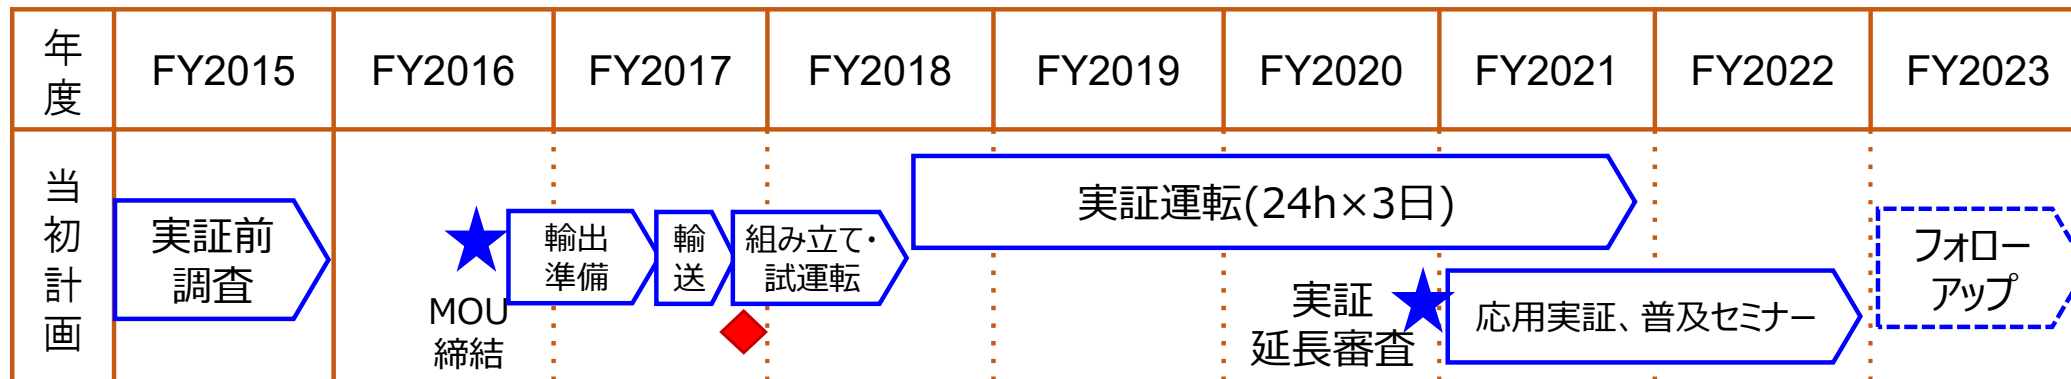 年度
FY2015
FY2016
FY2017
FY2018
FY2019
FY2020
FY2021
FY2022
FY2023
当初計画
実証前
調査
MOU
締結
輸出
準備
輸
送
組み立て・
試運転
実証運転(24h×3日)
実証
延長審査
応用実証、普及セミナー
フォロー
アップ